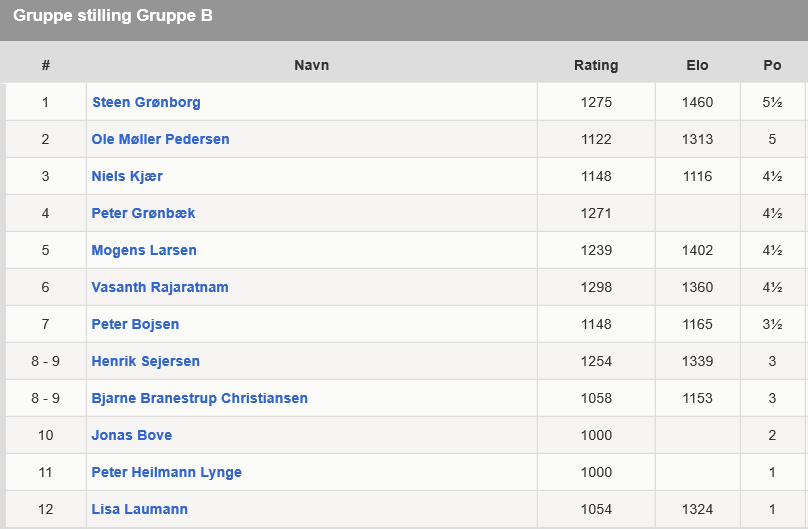 Gruppe stilling Gruppe B
# Navn Rating Elo Po
1 Steen Grønborg 1275 1460 5½
2 Ole Møller Pedersen 1122 1313 5
3 Niels Kjær 1148 1116 4½
4 Peter Grønbæk 1271 4½
5 Mogens Larsen 1239 1402 4½
6 Vasanth Rajaratnam 1298 1360 4½
7 Peter Bojsen 1148 1165 3½
8 - 9 Henrik Sejersen 1254 1339 3
8 - 9 Bjarne Branestrup Christiansen 1058 1153 3
10 Jonas Bove 1000 2
11 Peter Heilmann Lynge 1000 1
12 Lisa Laumann 1054 1324 1